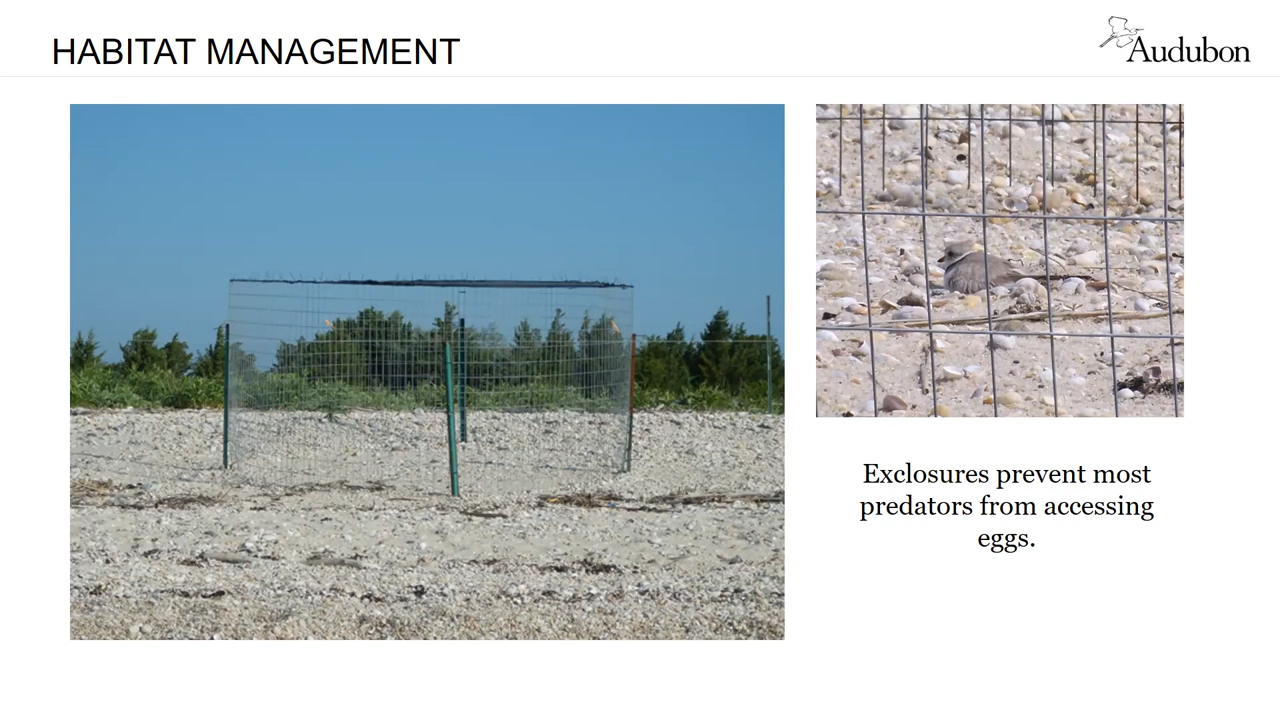 HABITAT MANAGEMENT
Audubon
Exclosures prevent most
predators from accessing
eggs.